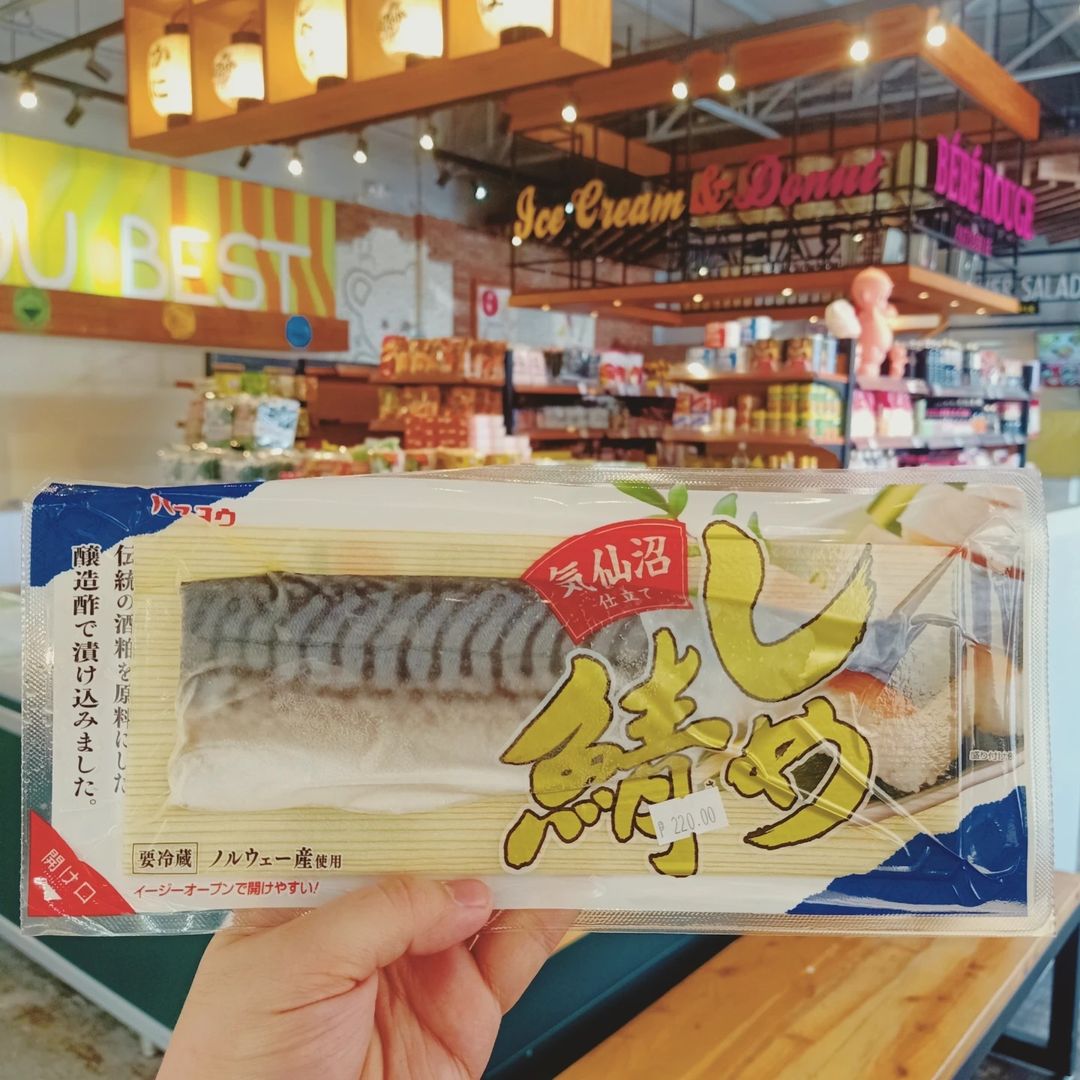 OU BEST
Ice Cream & Donut
BÉBÉ ROUGE
SALAD
ハマヨウ
伝統の酒粕を原料にした
醸造酢で漬け込みました。
気仙沼
仕立て
しめ
鯖
₱ 220.00
要冷蔵 ノルウェー産使用
イージーオープンで開けやすい!
開け口